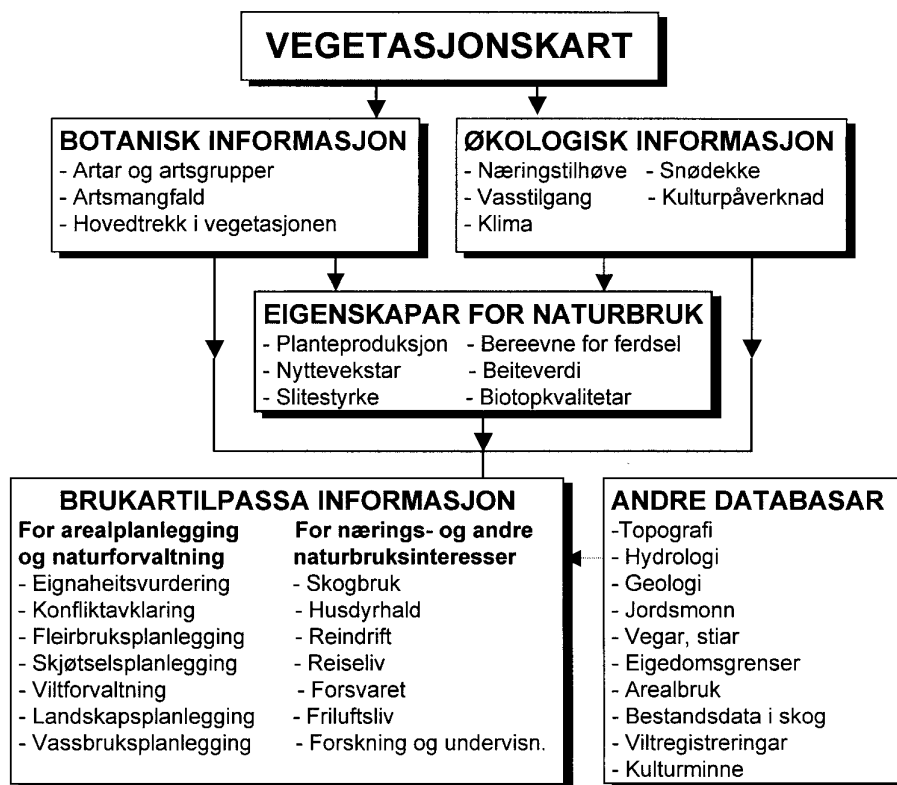 VEGETASJONSKART
BOTANISK INFORMASJON
- Artar og artsgrupper
- Artsmangfald
- Hovedtrekk i vegetasjonen
ØKOLOGISK INFORMASJON
- Næringstilhøve - Snødekke
- Vasstilgang - Kulturpåverknad
- Klima
EIGENSKAPAR FOR NATURBRUK
- Planteproduksjon - Bereevne for ferdsel
- Nyttevekstar - Beiteverdi
- Slitestyrke - Biotopkvalitetar
BRUKARTILPASSA INFORMASJON
For arealplanlegging
og naturforvaltning
- Eignaheitsvurdering
- Konfliktavklaring
- Fleirbruksplanlegging
- Skjøtselsplanlegging
- Viltforvaltning
- Landskapsplanlegging
- Vassbruksplanlegging
For nærings- og andre
naturbruksinteresser
- Skogbruk
- Husdyrhald
- Reindrift
- Reiseliv
- Forsvaret
- Friluftsliv
- Forskning og undervisn.
ANDRE DATABASAR
-Topografi
- Hydrologi
- Geologi
- Jordsmonn
- Vegar, stiar
- Eigedomsgrenser
- Arealbruk
- Bestandsdata i skog
- Viltregistreringar
- Kulturminne